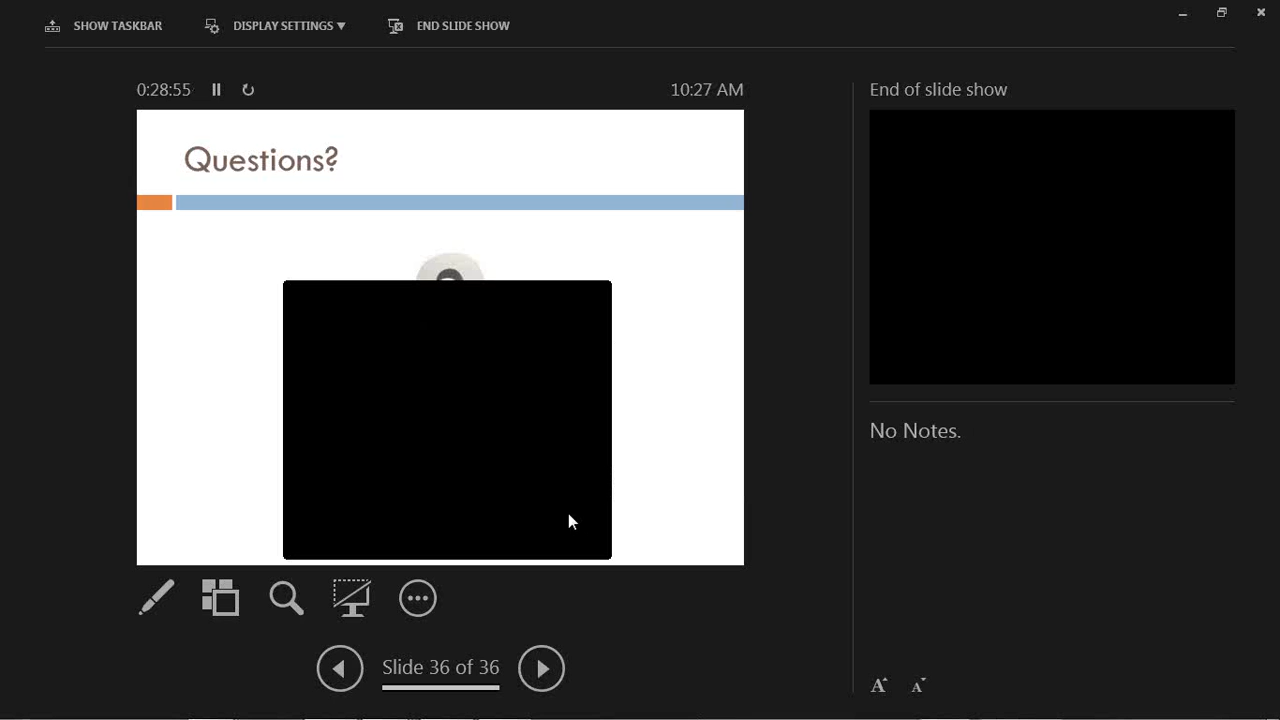 SHOW TASKBAR
DISPLAY SETTINGS ▼
END SLIDE SHOW
0:28:55
10:27 AM
Questions?
Slide 36 of 36
End of slide show
No Notes.
A
A